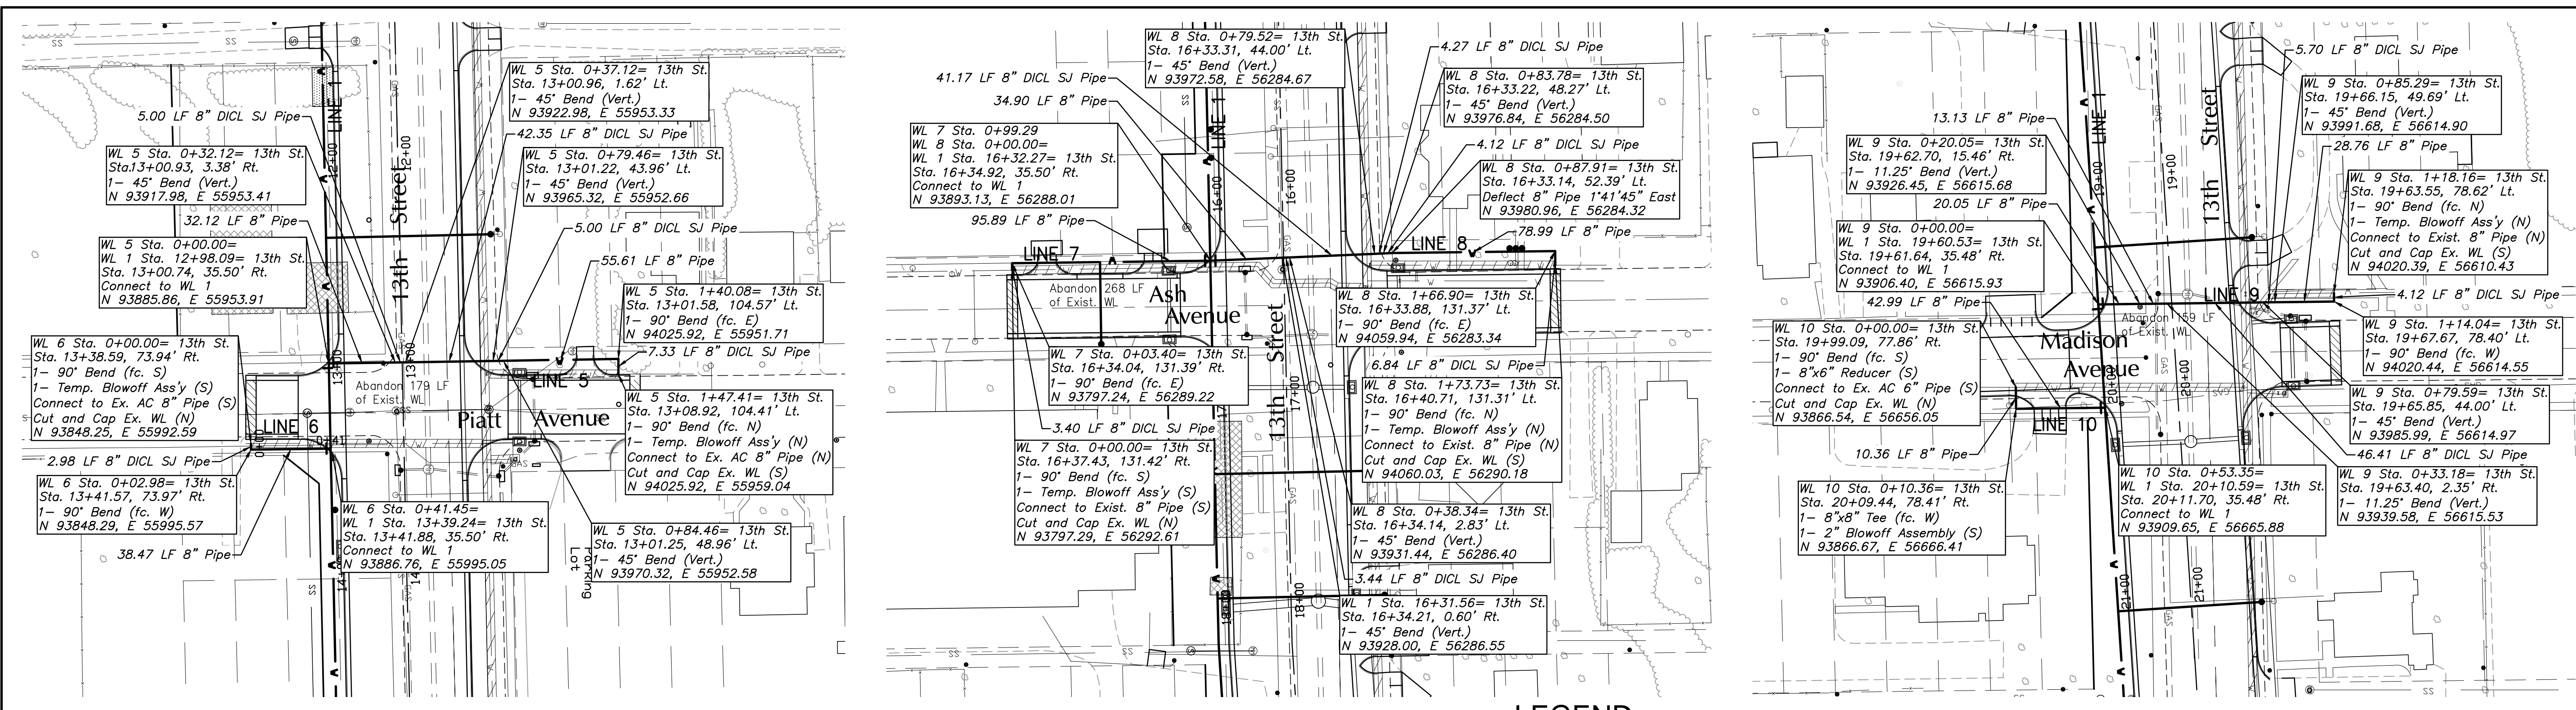 LINE 1
12+00
12+00
13th Street
13+00
13+00
WL 5 Sta. 0+37.12= 13th St.
Sta. 13+00.96, 1.62' Lt.
1- 45° Bend (Vert.)
N 93922.98, E 55953.33
5.00 LF 8" DICL SJ Pipe
42.35 LF 8" DICL SJ Pipe
WL 5 Sta. 0+32.12= 13th St.
Sta.13+00.93, 3.38' Rt.
1- 45° Bend (Vert.)
N 93917.98, E 55953.41
WL 5 Sta. 0+79.46= 13th St.
Sta. 13+01.22, 43.96' Lt.
1- 45° Bend (Vert.)
N 93965.32, E 55952.66
32.12 LF 8" Pipe
5.00 LF 8" DICL SJ Pipe
WL 5 Sta. 0+00.00=
WL 1 Sta. 12+98.09= 13th St.
Sta. 13+00.74, 35.50' Rt.
Connect to WL 1
N 93885.86, E 55953.91
55.61 LF 8" Pipe
WL 5 Sta. 1+40.08= 13th St.
Sta. 13+01.58, 104.57' Lt.
1- 90° Bend (fc. E)
N 94025.92, E 55951.71
WL 6 Sta. 0+00.00= 13th St.
Sta. 13+38.59, 73.94' Rt.
1- 90° Bend (fc. S)
1- Temp. Blowoff Ass'y (S)
Connect to Ex. AC 8" Pipe (S)
Cut and Cap Ex. WL (N)
N 93848.25, E 55992.59
7.33 LF 8" DICL SJ Pipe
LINE 5
Abandon 179 LF
of Exist. WL
Piatt Avenue
WL 5 Sta. 1+47.41= 13th St.
Sta. 13+08.92, 104.41' Lt.
1- 90° Bend (fc. N)
1- Temp. Blowoff Ass'y (N)
Connect to Ex. AC 8" Pipe (N)
Cut and Cap Ex. WL (S)
N 94025.92, E 55959.04
LINE 6
0+00
0+41
2.98 LF 8" DICL SJ Pipe
WL 6 Sta. 0+02.98= 13th St.
Sta. 13+41.57, 73.97' Rt.
1- 90° Bend (fc. W)
N 93848.29, E 55995.57
WL 6 Sta. 0+41.45=
WL 1 Sta. 13+39.24= 13th St.
Sta. 13+41.88, 35.50' Rt.
Connect to WL 1
N 93886.76, E 55995.05
WL 5 Sta. 0+84.46= 13th St.
Sta. 13+01.25, 48.96' Lt.
1- 45° Bend (Vert.)
N 93970.32, E 55952.58
38.47 LF 8" Pipe
Parking
Lot
WL 8 Sta. 0+79.52= 13th St.
Sta. 16+33.31, 44.00' Lt.
1- 45° Bend (Vert.)
N 93972.58, E 56284.67
4.27 LF 8" DICL SJ Pipe
41.17 LF 8" DICL SJ Pipe
WL 8 Sta. 0+83.78= 13th St.
Sta. 16+33.22, 48.27' Lt.
1- 45° Bend (Vert.)
N 93976.84, E 56284.50
34.90 LF 8" Pipe
LINE 1
WL 7 Sta. 0+99.29
WL 8 Sta. 0+00.00=
WL 1 Sta. 16+32.27= 13th St.
Sta. 16+34.92, 35.50' Rt.
Connect to WL 1
N 93893.13, E 56288.01
4.12 LF 8" DICL SJ Pipe
WL 8 Sta. 0+87.91= 13th St.
Sta. 16+33.14, 52.39' Lt.
Deflect 8" Pipe 1°41'45" East
N 93980.96, E 56284.32
16+00
16+00
95.89 LF 8" Pipe
78.99 LF 8" Pipe
LINE 7
LINE 8
Abandon 268 LF
of Exist. WL
Ash
Avenue
13th Street
WL 8 Sta. 1+66.90= 13th St.
Sta. 16+33.88, 131.37' Lt.
1- 90° Bend (fc. E)
N 94059.94, E 56283.34
WL 7 Sta. 0+03.40= 13th St.
Sta. 16+34.04, 131.39' Rt.
1- 90° Bend (fc. E)
N 93797.24, E 56289.22
6.84 LF 8" DICL SJ Pipe
WL 8 Sta. 1+73.73= 13th St.
Sta. 16+40.71, 131.31' Lt.
1- 90° Bend (fc. N)
1- Temp. Blowoff Ass'y (N)
Connect to Exist. 8" Pipe (N)
Cut and Cap Ex. WL (S)
N 94060.03, E 56290.18
17+00
3.40 LF 8" DICL SJ Pipe
WL 7 Sta. 0+00.00= 13th St.
Sta. 16+37.43, 131.42' Rt.
1- 90° Bend (fc. S)
1- Temp. Blowoff Ass'y (S)
Connect to Exist. 8" Pipe (S)
Cut and Cap Ex. WL (N)
N 93797.29, E 56292.61
WL 8 Sta. 0+38.34= 13th St.
Sta. 16+34.14, 2.83' Lt.
1- 45° Bend (Vert.)
N 93931.44, E 56286.40
3.44 LF 8" DICL SJ Pipe
18+00
18+00
WL 1 Sta. 16+31.56= 13th St.
Sta. 16+34.21, 0.60' Lt.
1- 45° Bend (Vert.)
N 93928.00, E 56286.55
LEGEND
5.70 LF 8" DICL SJ Pipe
LINE 1
13th Street
WL 9 Sta. 0+85.29= 13th St.
Sta. 19+66.15, 49.69' Lt.
1- 45° Bend (Vert.)
N 93991.68, E 56614.90
13.13 LF 8" Pipe
WL 9 Sta. 0+20.05= 13th St.
Sta. 19+62.70, 15.46' Rt.
1- 11.25° Bend (Vert.)
N 93926.45, E 56615.68
28.76 LF 8" Pipe
19+00
19+00
WL 9 Sta. 1+18.16= 13th St.
Sta. 19+63.55, 78.62' Lt.
1- 90° Bend (fc. N)
1- Temp. Blowoff Ass'y (N)
Connect to Exist. 8" Pipe (N)
Cut and Cap Ex. WL (S)
N 94020.39, E 56610.43
20.05 LF 8" Pipe
WL 9 Sta. 0+00.00=
WL 1 Sta. 19+60.53= 13th St.
Sta. 19+61.64, 35.48' Rt.
Connect to WL 1
N 93906.40, E 56615.93
LINE 9
4.12 LF 8" DICL SJ Pipe
42.99 LF 8" Pipe
Abandon 159 LF
of Exist. WL
WL 9 Sta. 1+14.04= 13th St.
Sta. 19+67.67, 78.40' Lt.
1- 90° Bend (fc. W)
N 94020.44, E 56614.55
WL 10 Sta. 0+00.00= 13th St.
Sta. 19+99.09, 77.86' Rt.
1- 90° Bend (fc. S)
1- 8"x6" Reducer (S)
Connect to Ex. AC 6" Pipe (S)
Cut and Cap Ex. WL (N)
N 93866.54, E 56656.05
Madison
Avenue
20+00
20+00
WL 9 Sta. 0+79.59= 13th St.
Sta. 19+65.85, 44.00' Lt.
1- 45° Bend (Vert.)
N 93985.99, E 56614.97
LINE 10
10.36 LF 8" Pipe
46.41 LF 8" DICL SJ Pipe
WL 10 Sta. 0+53.35=
WL 1 Sta. 20+10.59= 13th St.
Sta. 20+11.70, 35.48' Rt.
Connect to WL 1
N 93909.65, E 56665.88
WL 9 Sta. 0+33.18= 13th St.
Sta. 19+63.40, 2.35' Rt.
1- 11.25° Bend (Vert.)
N 93939.58, E 56615.53
WL 10 Sta. 0+10.36= 13th St.
Sta. 20+09.44, 78.41' Rt.
1- 8"x8" Tee (fc. W)
1- 2" Blowoff Assembly (S)
N 93866.67, E 56666.41
21+00
21+00